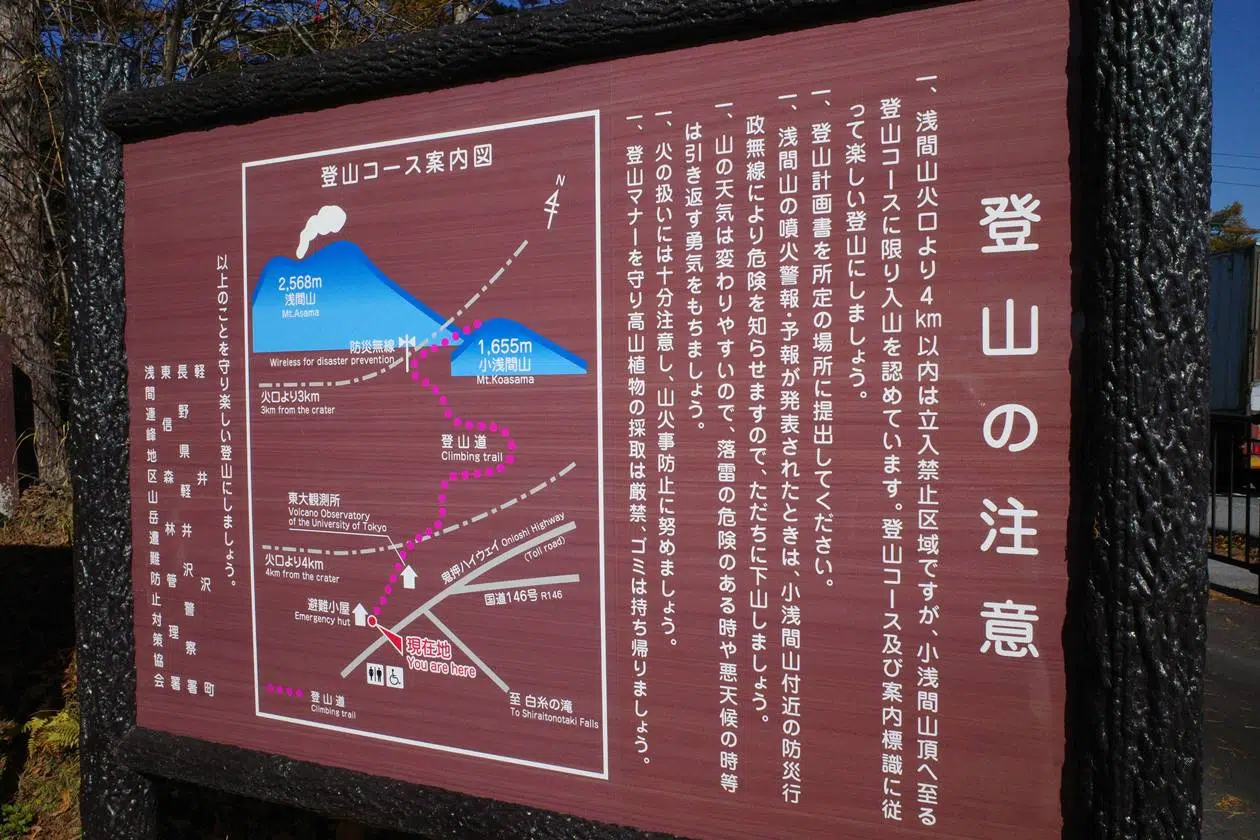 登山の注意
一、浅間山火口より4km以内は立入禁止区域ですが、小浅間山頂へ至る
登山コースに限り入山を認めています。登山コース及び案内標識に従
って楽しい登山にしましょう。
一、登山計画書を所定の場所に提出してください。
一、浅間山の噴火警報・予報が発表されたときは、小浅間山付近の防災行
政無線により危険を知らせますので、ただちに下山しましょう。
一、山の天気は変わりやすいので、落雷の危険のある時や悪天候の時等
は引き返す勇気をもちましょう。
一、火の扱いには十分注意し、山火事防止に努めましょう。
一、登山マナーを守り高山植物の採取は厳禁、ゴミは持ち帰りましょう。
登山コース案内図
N
4
2,568m
浅間山
Mt.Asama
1,655m
小浅間山
Mt.Koasama
防災無線
Wireless for disaster prevention
火口より3km
3km from the crater
登山道
Climbing trail
東大観測所
Volcano Observatory
of the University of Tokyo
火口より4km
4km from the crater
鬼押ハイウェイ Onioshi Highway
(Toll road)
国道146号 R146
避難小屋
Emergency hut
現在地
You are here
登山道
Climbing trail
至 白糸の滝
To Shiraitonotaki Falls
以上のことを守り楽しい登山にしましょう。
軽井沢町
長野県軽井沢警察署
東信森林管理署
浅間連峰地区山岳遭難防止対策協会